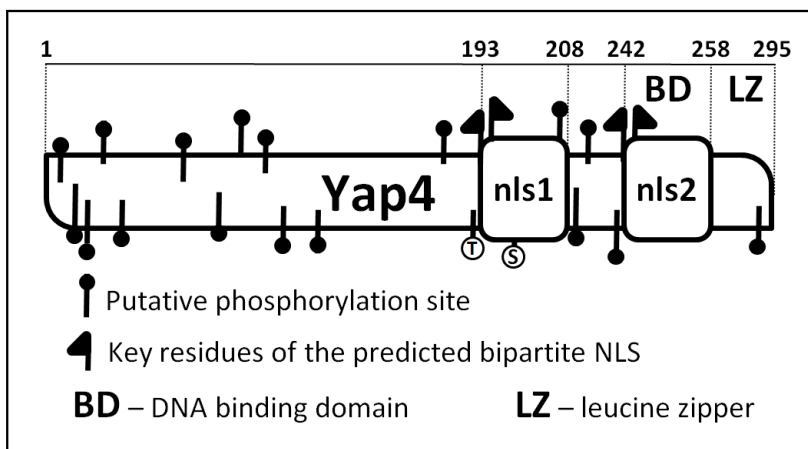 1 193 208 242 258 295
BD LZ
Yap4 nls1 nls2
T S
Putative phosphorylation site
Key residues of the predicted bipartite NLS
BD – DNA binding domain LZ – leucine zipper